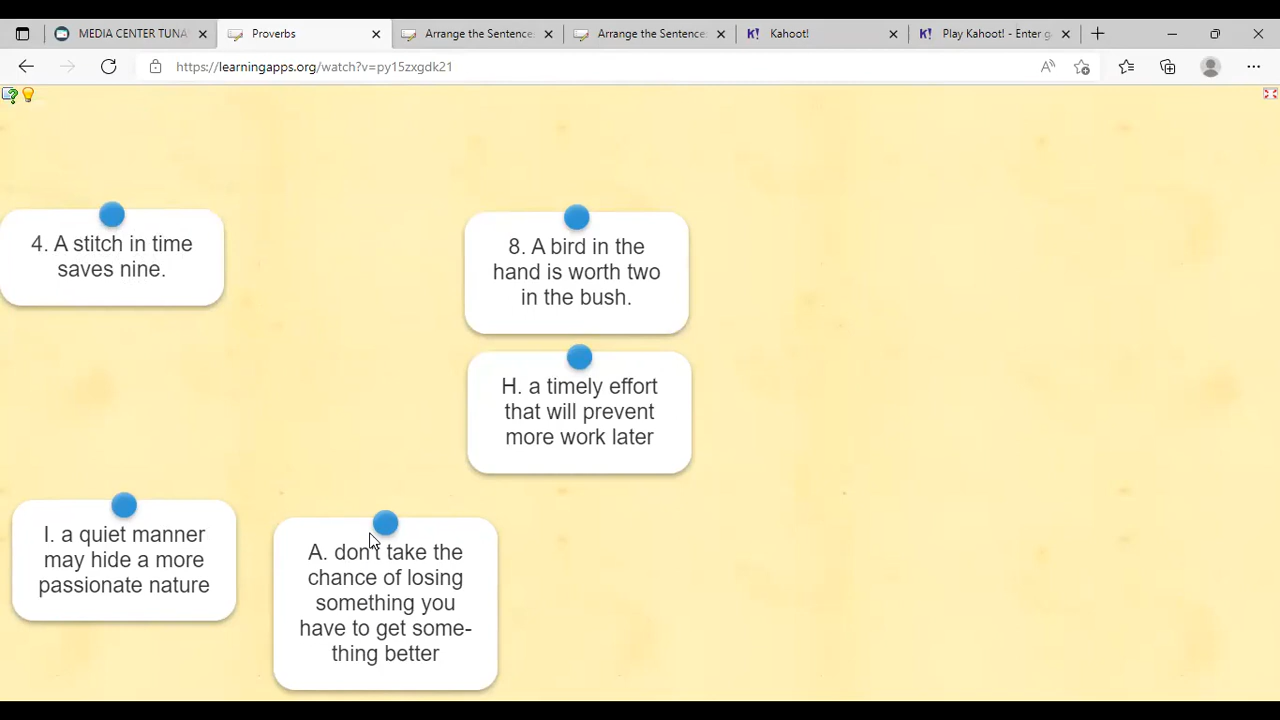 MEDIA CENTER TUNA
Proverbs
Arrange the Sentence
Arrange the Sentence
Kahoot!
Play Kahoot! - Enter g
https://learningapps.org/watch?v=py15zxgdk21
4. A stitch in time
saves nine.
8. A bird in the
hand is worth two
in the bush.
H. a timely effort
that will prevent
more work later
I. a quiet manner
may hide a more
passionate nature
A. don't take the
chance of losing
something you
have to get some-
thing better